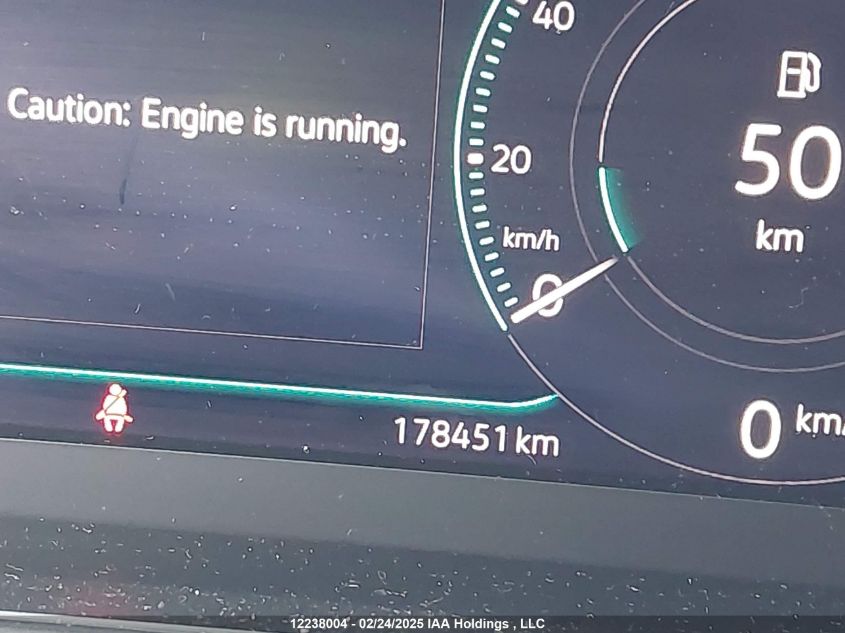 40
Caution: Engine is running.
20
50
km
km/h
0
178451 km
0 km/
12238004 - 02/24/2025 IAA Holdings , LLC